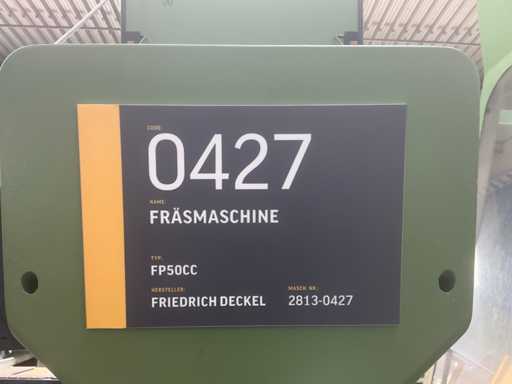 CODE:
0427
NAME:
FRÄSMASCHINE
TYP:
FP50CC
HERSTELLER:
FRIEDRICH DECKEL
MASCH. NR.:
2813-0427